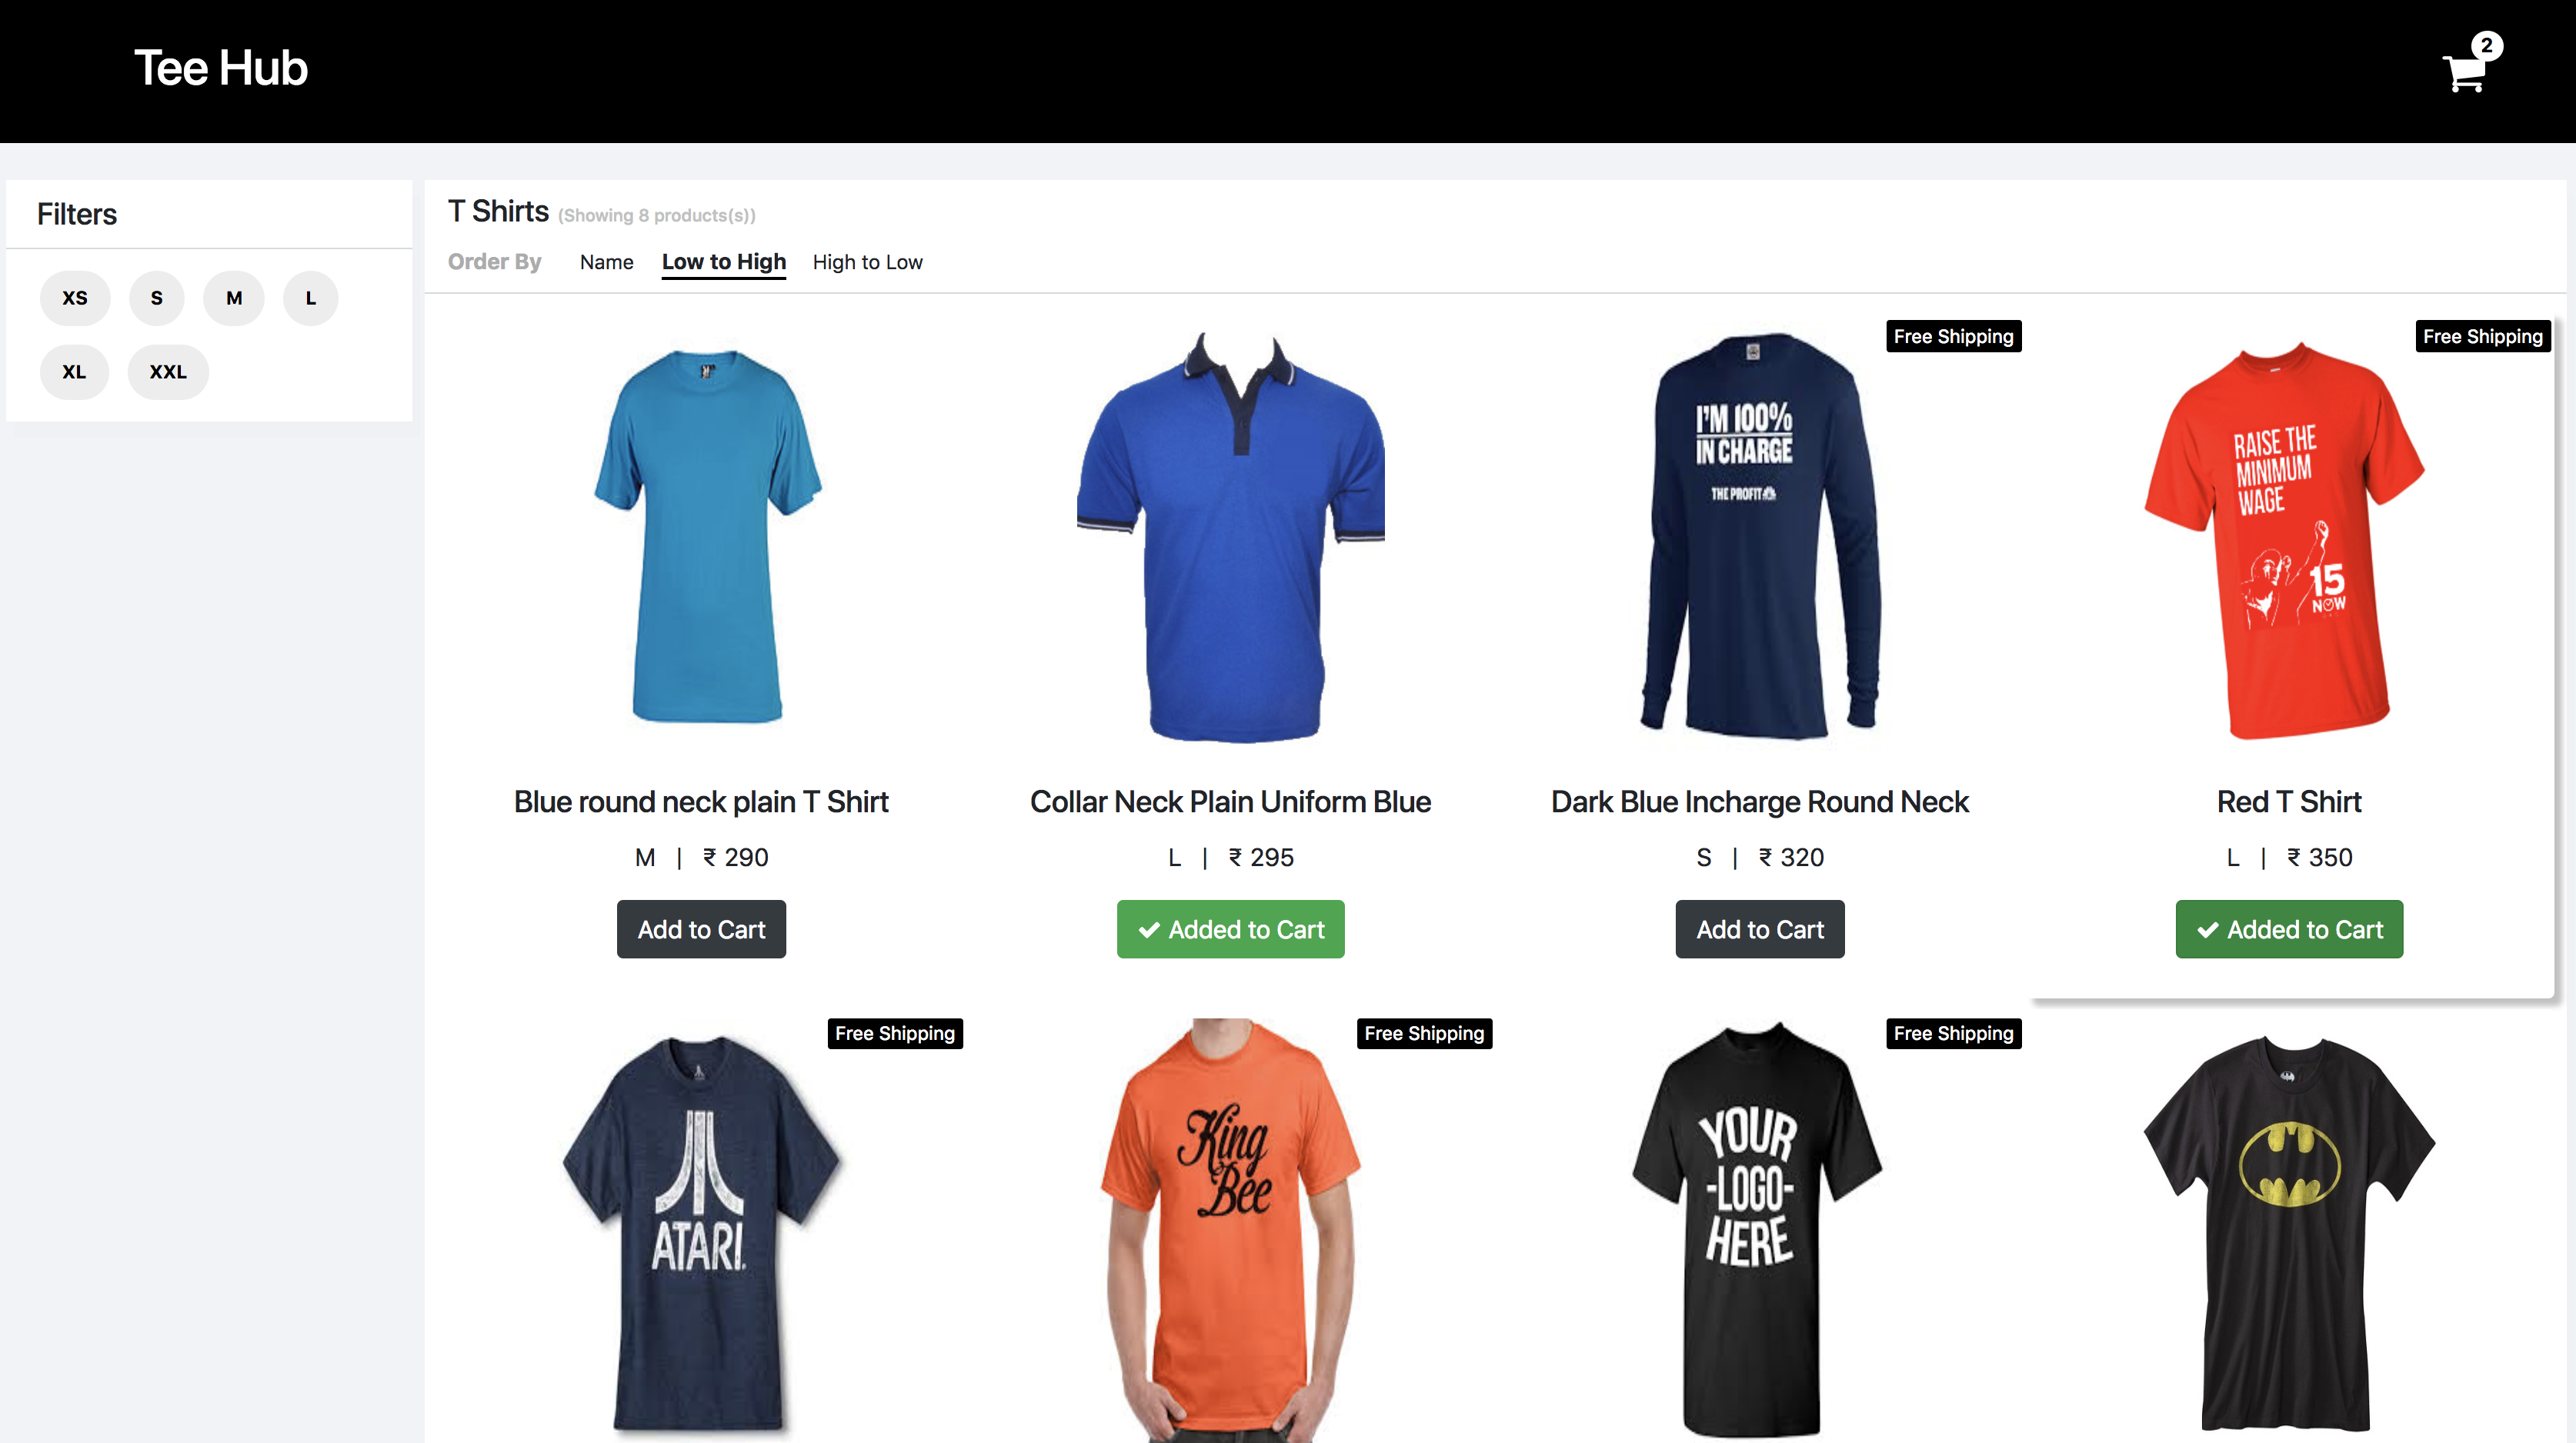 Tee Hub
2
Filters
XS S M L
XL XXL
T Shirts (Showing 8 products(s))
Order By Name Low to High High to Low
Free Shipping
Free Shipping
I'M 100%
IN CHARGE
THE PROFIT
RAISE THE
MINIMUM
WAGE
15
NOW
Blue round neck plain T Shirt
M | ₹ 290
Add to Cart
Collar Neck Plain Uniform Blue
L | ₹ 295
Added to Cart
Dark Blue Incharge Round Neck
S | ₹ 320
Add to Cart
Red T Shirt
L | ₹ 350
Added to Cart
Free Shipping
Free Shipping
Free Shipping
ATARI
King
Bee
YOUR
-LOGO-
HERE